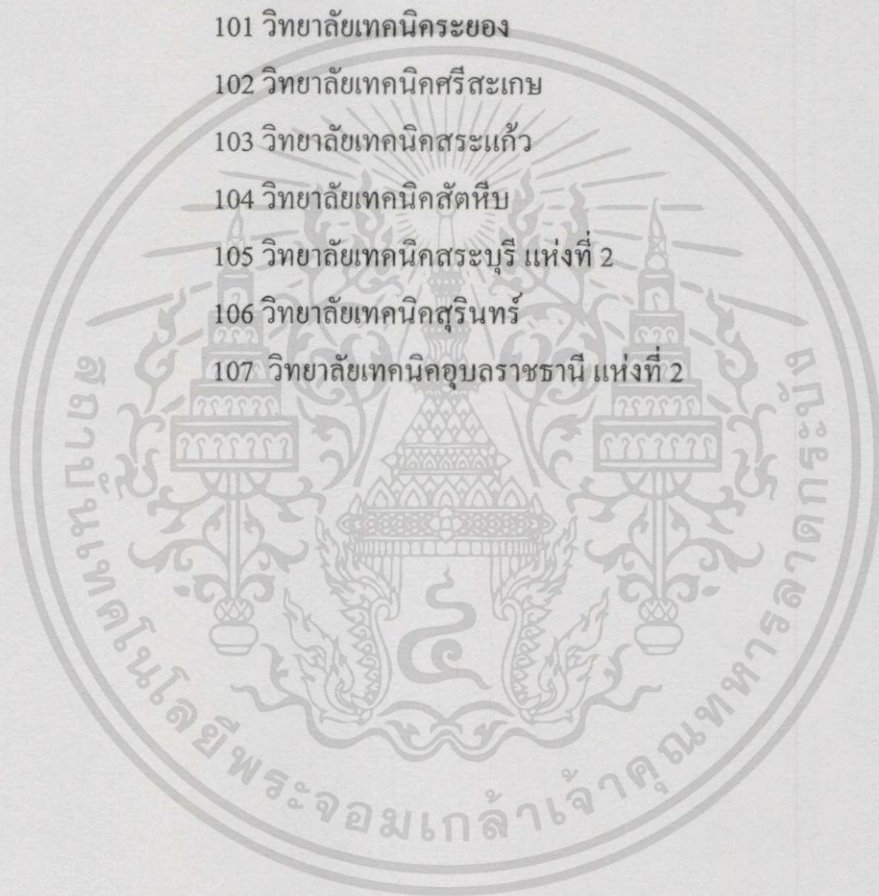 101 วิทยาลัยเทคนิคระยอง
102 วิทยาลัยเทคนิคศรีสะเกษ
103 วิทยาลัยเทคนิคสระแก้ว
104 วิทยาลัยเทคนิคสัตหีบ
105 วิทยาลัยเทคนิคสระบุรี แห่งที่ 2
106 วิทยาลัยเทคนิคสุรินทร์
107 วิทยาลัยเทคนิคอุบลราชธานี แห่งที่ 2
สถาบันเทคโนโลยีพระจอมเกล้าเจ้าคุณทหารลาดกระบัง
๔